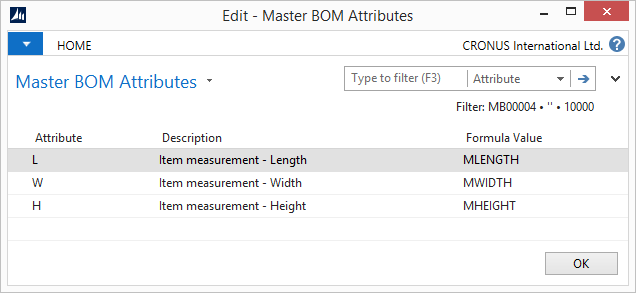 Edit - Master BOM Attributes
HOME
CRONUS International Ltd.
Master BOM Attributes
Type to filter (F3)
Attribute
Filter: MB00004 • '' • 10000
Attribute Description Formula Value
L Item measurement - Length MLENGTH
W Item measurement - Width MWIDTH
H Item measurement - Height MHEIGHT
OK